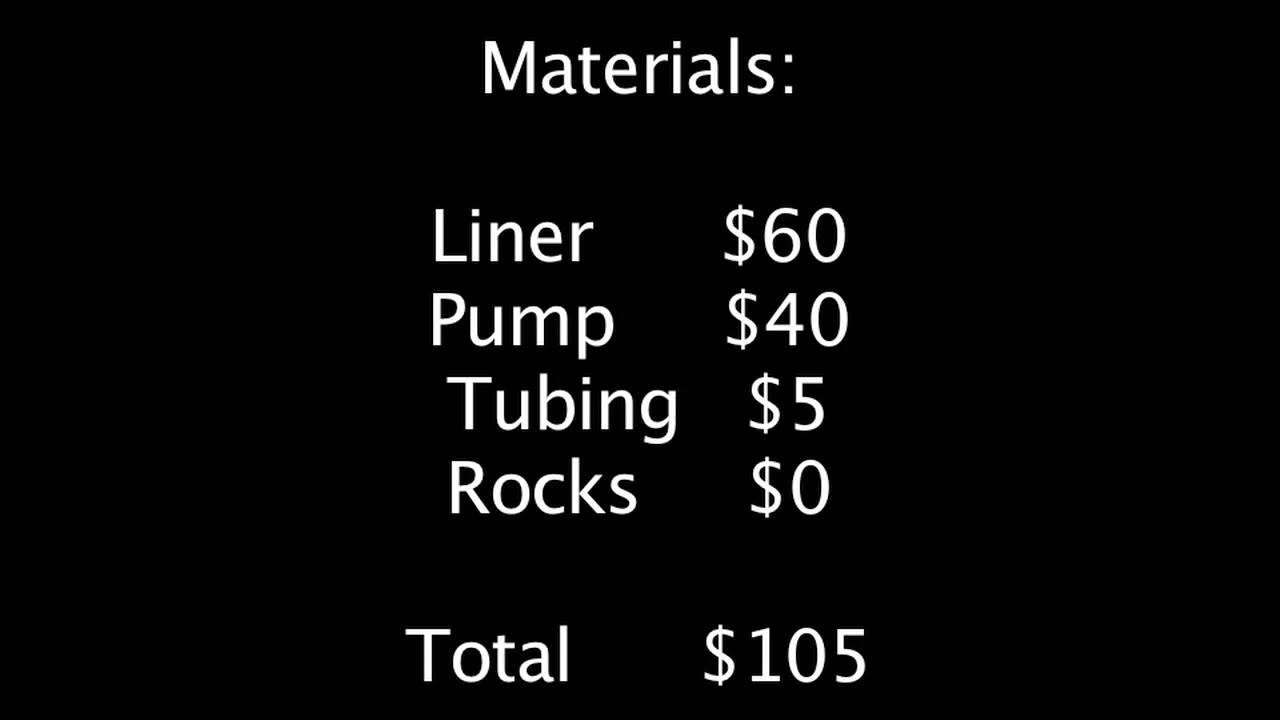 Materials:
Liner $60
Pump $40
Tubing $5
Rocks $0
Total $105